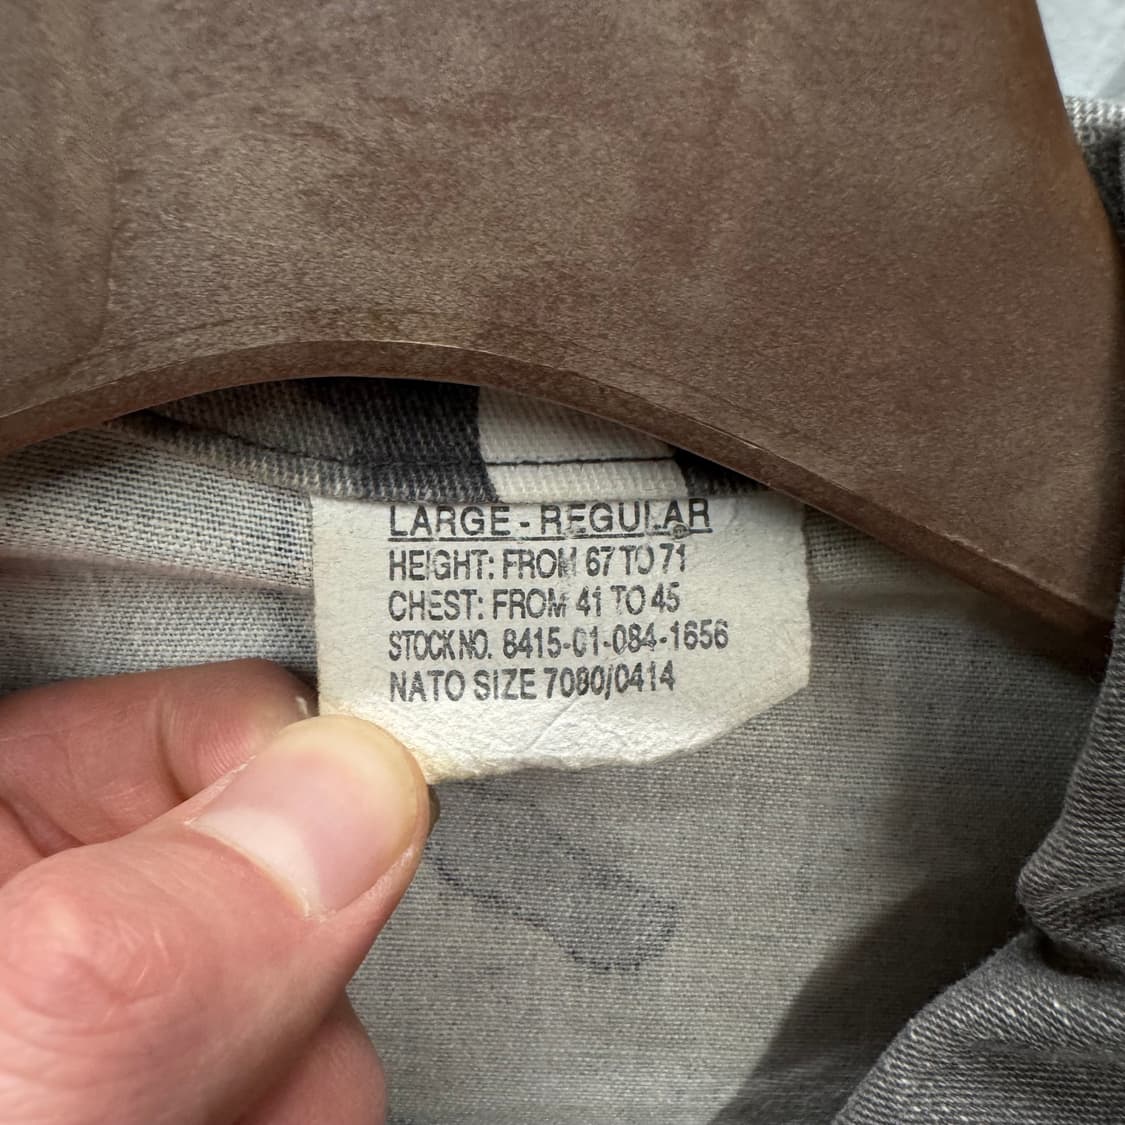 LARGE - REGULAR
HEIGHT: FROM 67 TO 71
CHEST: FROM 41 TO 45
STOCK NO. 8415-01-084-1656
NATO SIZE 7080/0414